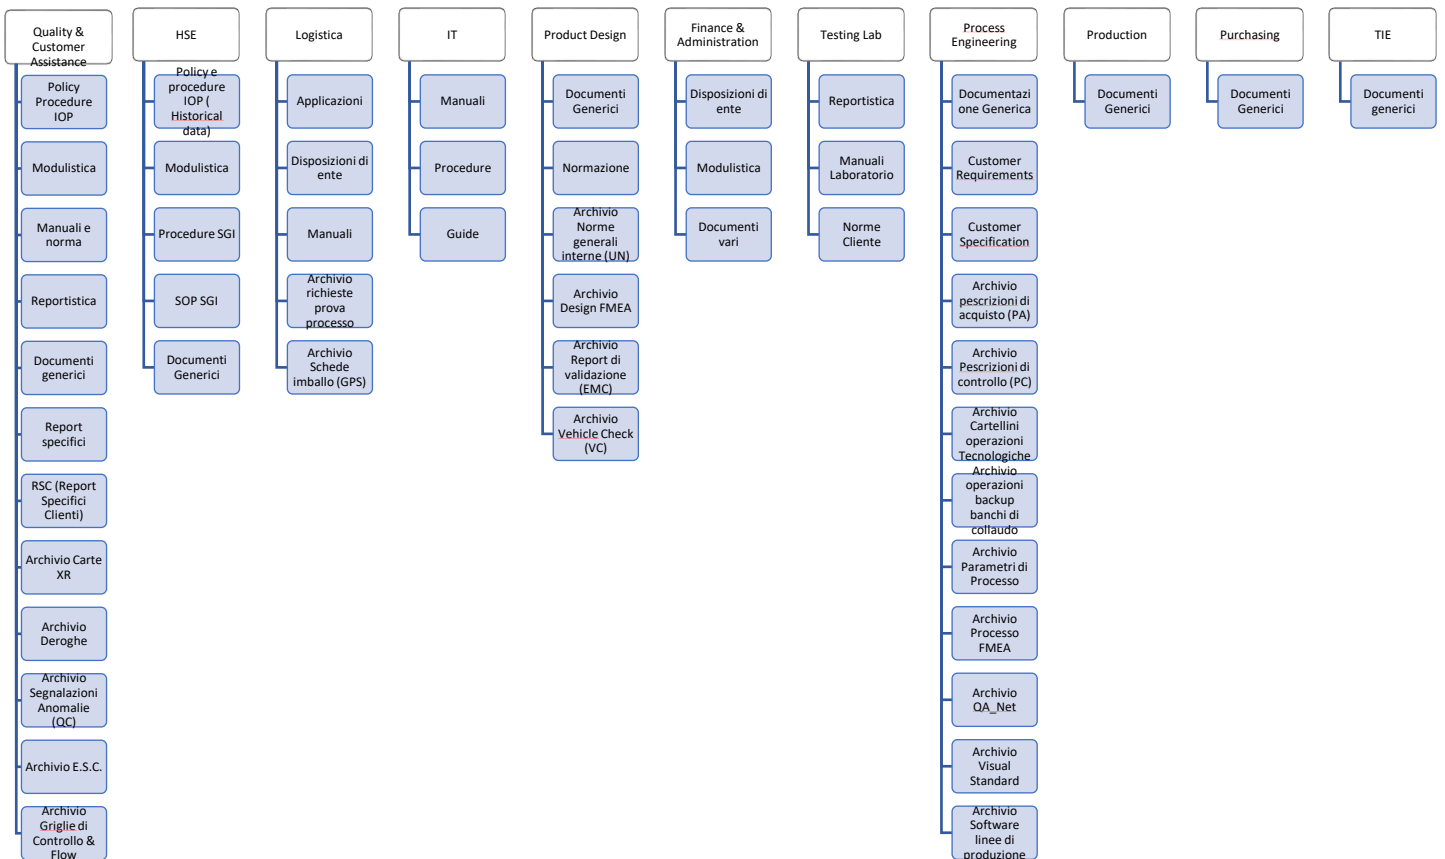 Quality &
Customer
Assistance
Policy
Procedure
IOP
Modulistica
Manuali e
norma
Reportistica
Documenti
generici
Report
specifici
RSC (Report
Specifici
Clienti)
Archivio Carte
XR
Archivio
Deroghe
Archivio
Segnalazioni
Anomalie
(QC)
Archivio E.S.C.
Archivio
Griglie di
Controllo &
Flow
HSE
Policy e
procedure
IOP (
Historical
data)
Modulistica
Procedure SGI
SOP SGI
Documenti
Generici
Logistica
Applicazioni
Disposizioni di
ente
Manuali
Archivio
richieste
prova
processo
Archivio
Schede
imballo (GPS)
IT
Manuali
Procedure
Guide
Product Design
Documenti
Generici
Normazione
Archivio
Norme
generali
interne (UN)
Archivio
Design FMEA
Archivio
Report di
validazione
(EMC)
Archivio
Vehicle Check
(VC)
Finance &
Administration
Disposizioni di
ente
Modulistica
Documenti
vari
Testing Lab
Reportistica
Manuali
Laboratorio
Norme
Cliente
Process
Engineering
Documentazi
one Generica
Customer
Requirements
Customer
Specification
Archivio
pescrizioni di
acquisto (PA)
Archivio
Pescrizioni di
controllo (PC)
Archivio
Cartellini
operazioni
Tecnologiche
Archivio
operazioni
backup
banchi di
collaudo
Archivio
Parametri di
Processo
Archivio
Processo
FMEA
Archivio
QA_Net
Archivio
Visual
Standard
Archivio
Software
linee di
produzione
Production
Documenti
Generici
Purchasing
Documenti
Generici
TIE
Documenti
generici